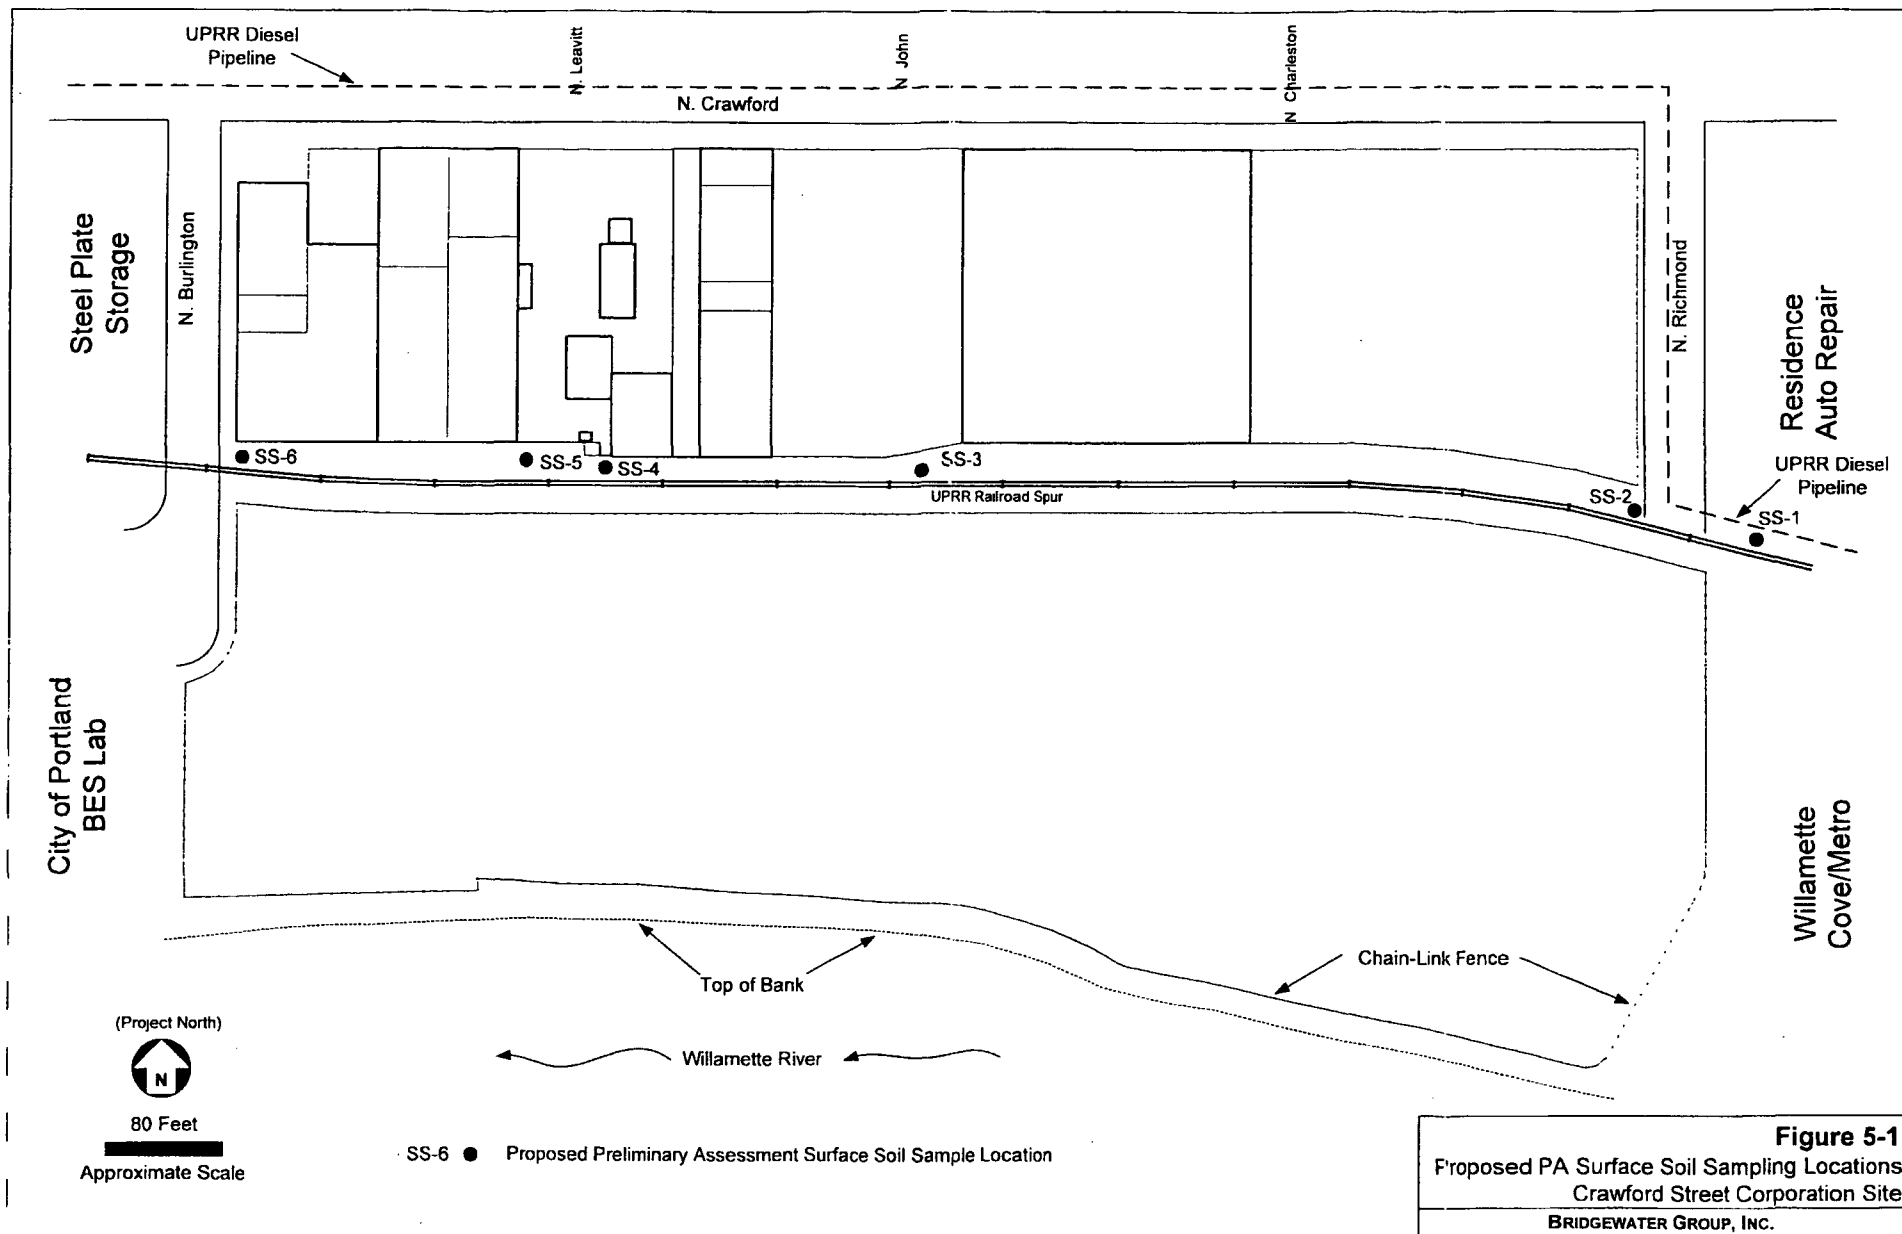 UPRR Diesel
Pipeline
N. Leavitt
N John
N Charleston
N. Crawford
Steel Plate
Storage
N. Burlington
N. Richmond
Residence
Auto Repair
UPRR Diesel
Pipeline
SS-6
SS-5
SS-4
SS-3
SS-2
SS-1
UPRR Railroad Spur
City of Portland
BES Lab
Willamette
Cove/Metro
Top of Bank
Chain-Link Fence
(Project North)
N
80 Feet
Approximate Scale
Willamette River
SS-6 ● Proposed Preliminary Assessment Surface Soil Sample Location
Figure 5-1
Proposed PA Surface Soil Sampling Locations
Crawford Street Corporation Site
BRIDGEWATER GROUP, INC.